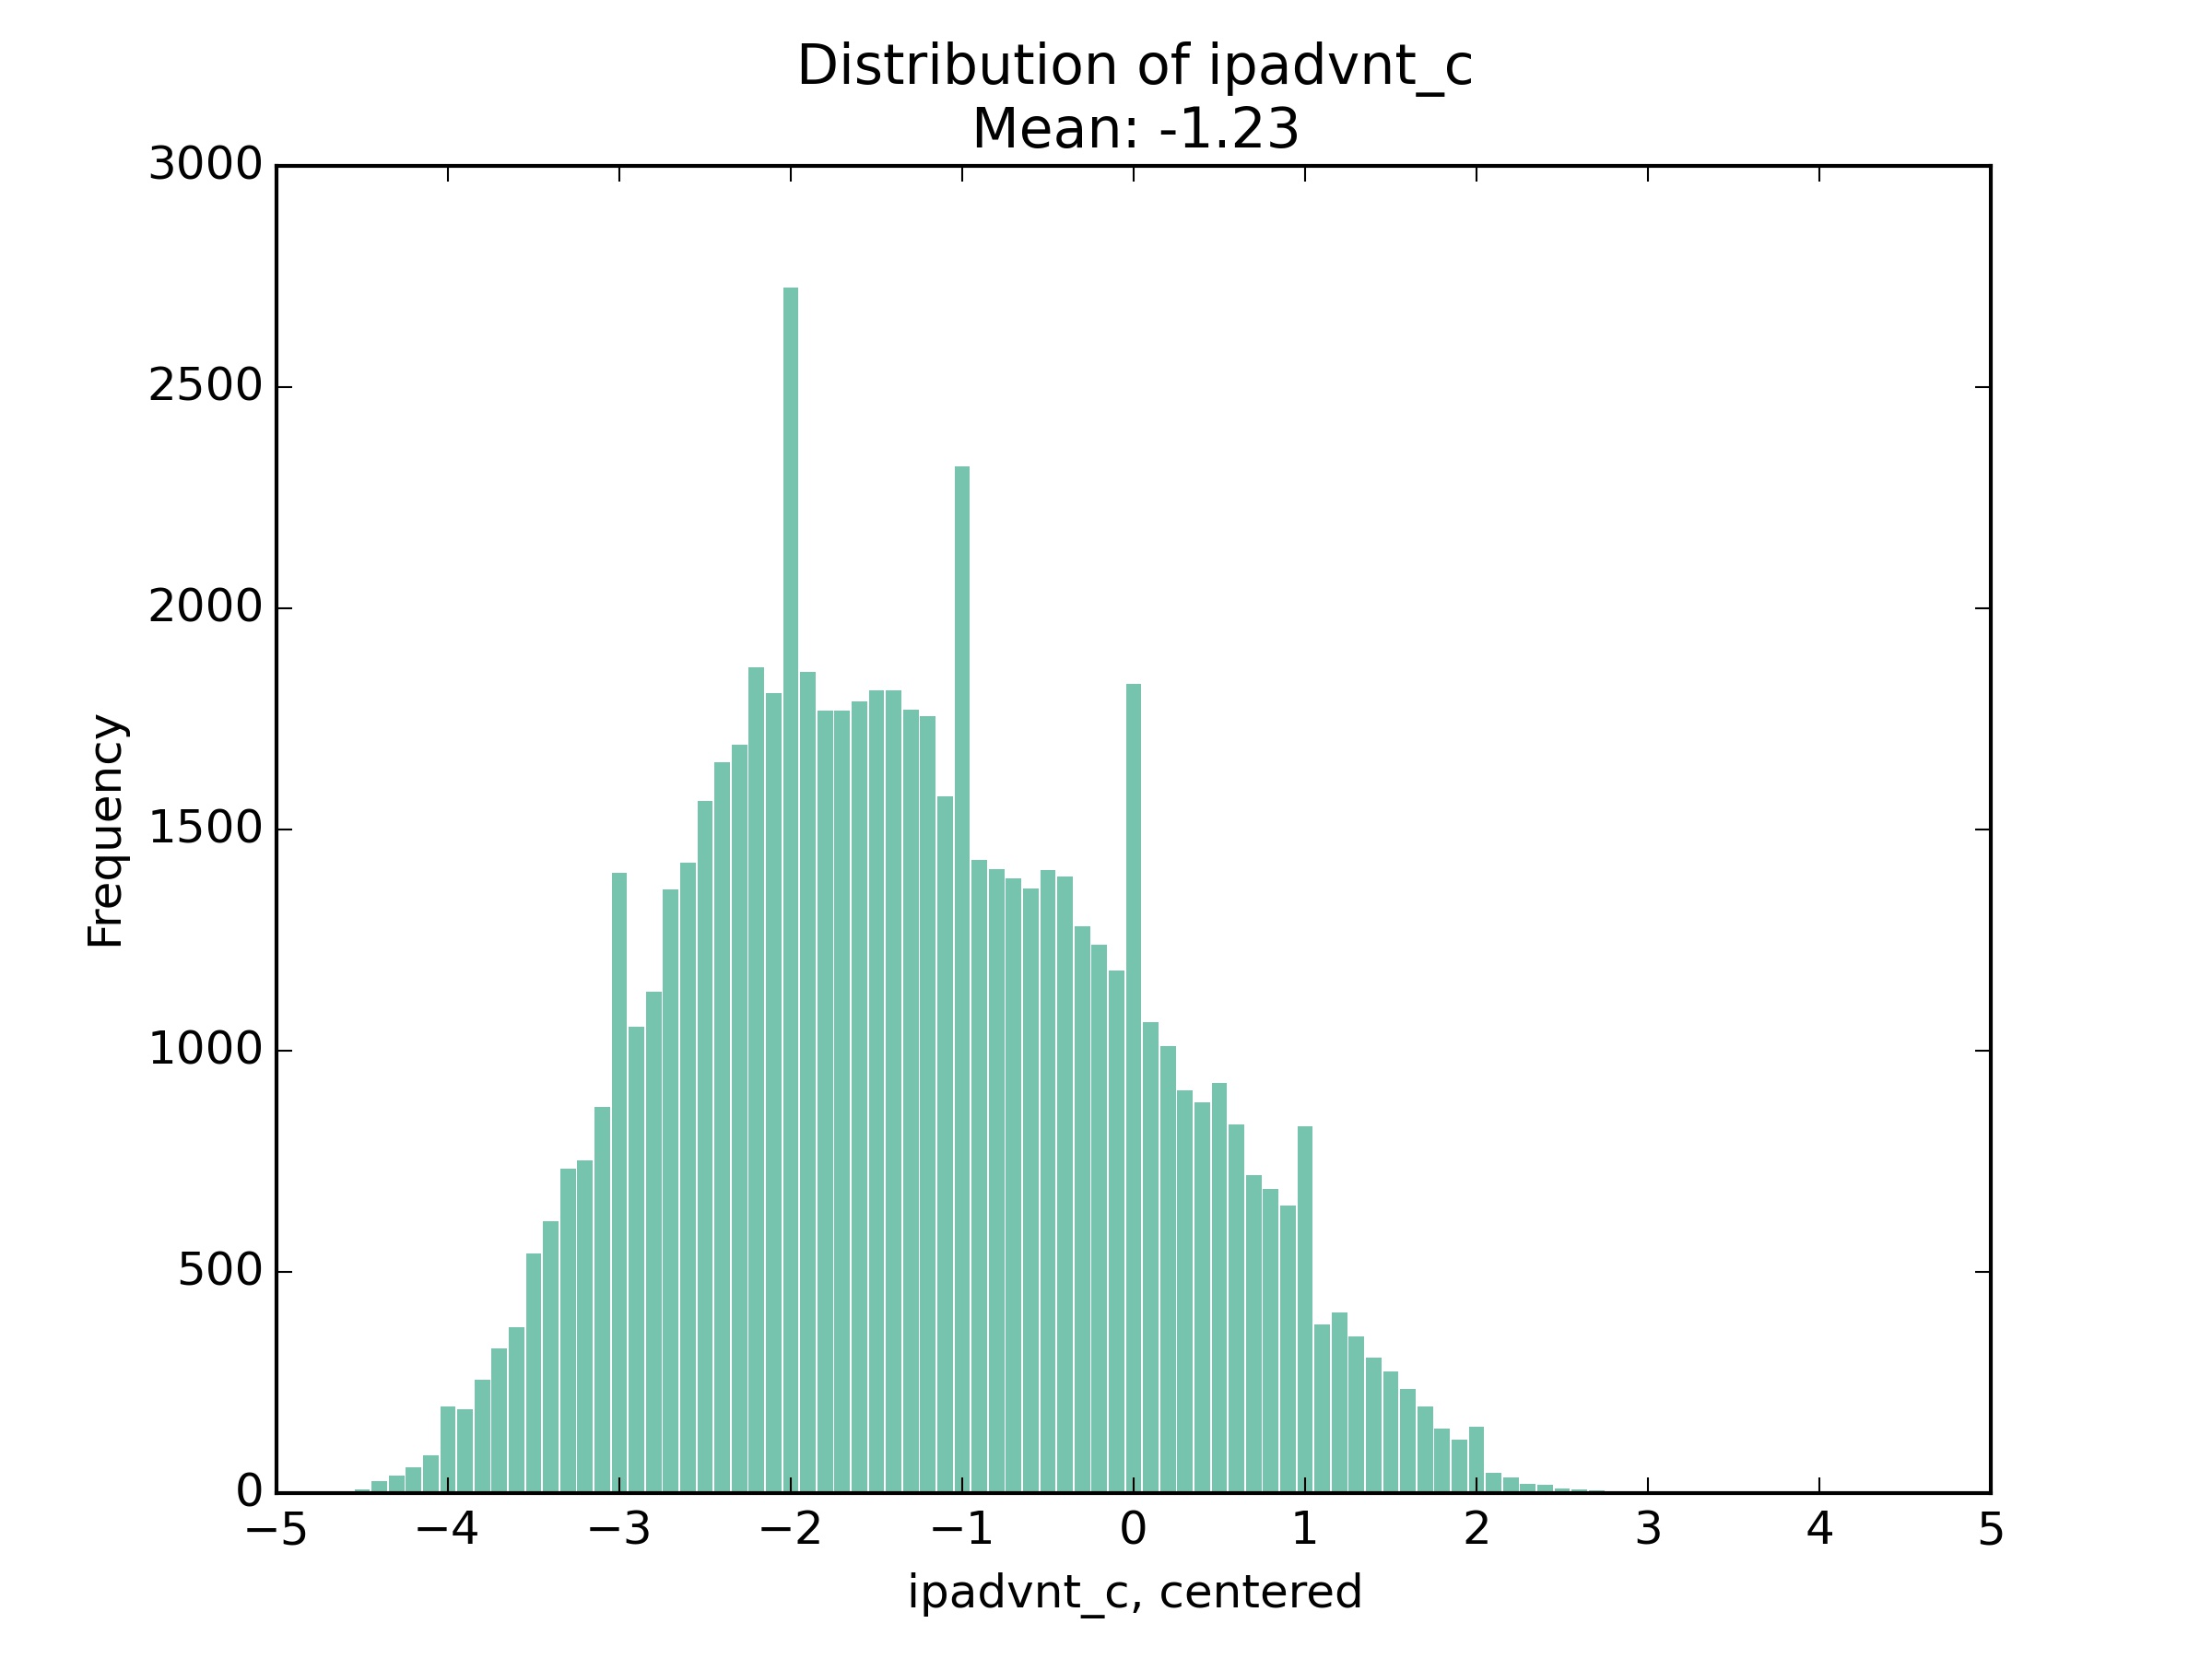 Distribution of ipadvnt_c
Mean: -1.23
3000
2500
2000
1500
1000
500
0
Frequency
−5 −4 −3 −2 −1 0 1 2 3 4 5
ipadvnt_c, centered